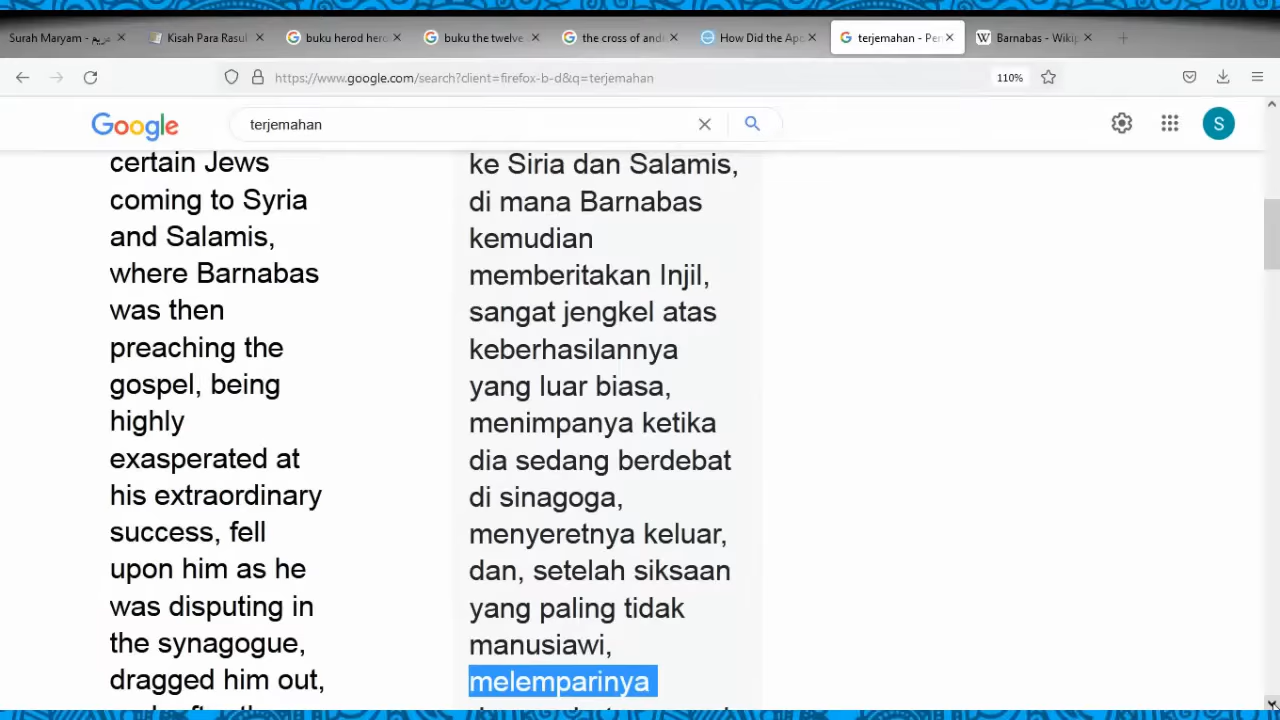 Surah Maryam - مريم
Kisah Para Rasul
buku herod hero
buku the twelve
the cross of and
How Did the Apo
terjemahan - Pen
Barnabas - Wikip
https://www.google.com/search?client=firefox-b-d&q=terjemahan
110%
Google
terjemahan
S
certain Jews
coming to Syria
and Salamis,
where Barnabas
was then
preaching the
gospel, being
highly
exasperated at
his extraordinary
success, fell
upon him as he
was disputing in
the synagogue,
dragged him out,
ke Siria dan Salamis,
di mana Barnabas
kemudian
memberitakan Injil,
sangat jengkel atas
keberhasilannya
yang luar biasa,
menimpanya ketika
dia sedang berdebat
di sinagoga,
menyeretnya keluar,
dan, setelah siksaan
yang paling tidak
manusiawi,
melemparinya